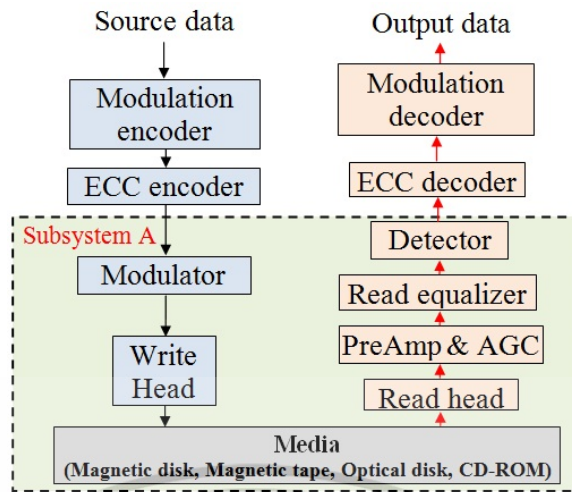 Source data
Modulation
encoder
ECC encoder
Subsystem A
Modulator
Write
Head
Output data
Modulation
decoder
ECC decoder
Detector
Read equalizer
PreAmp & AGC
Read head
Media
(Magnetic disk, Magnetic tape, Optical disk, CD-ROM)